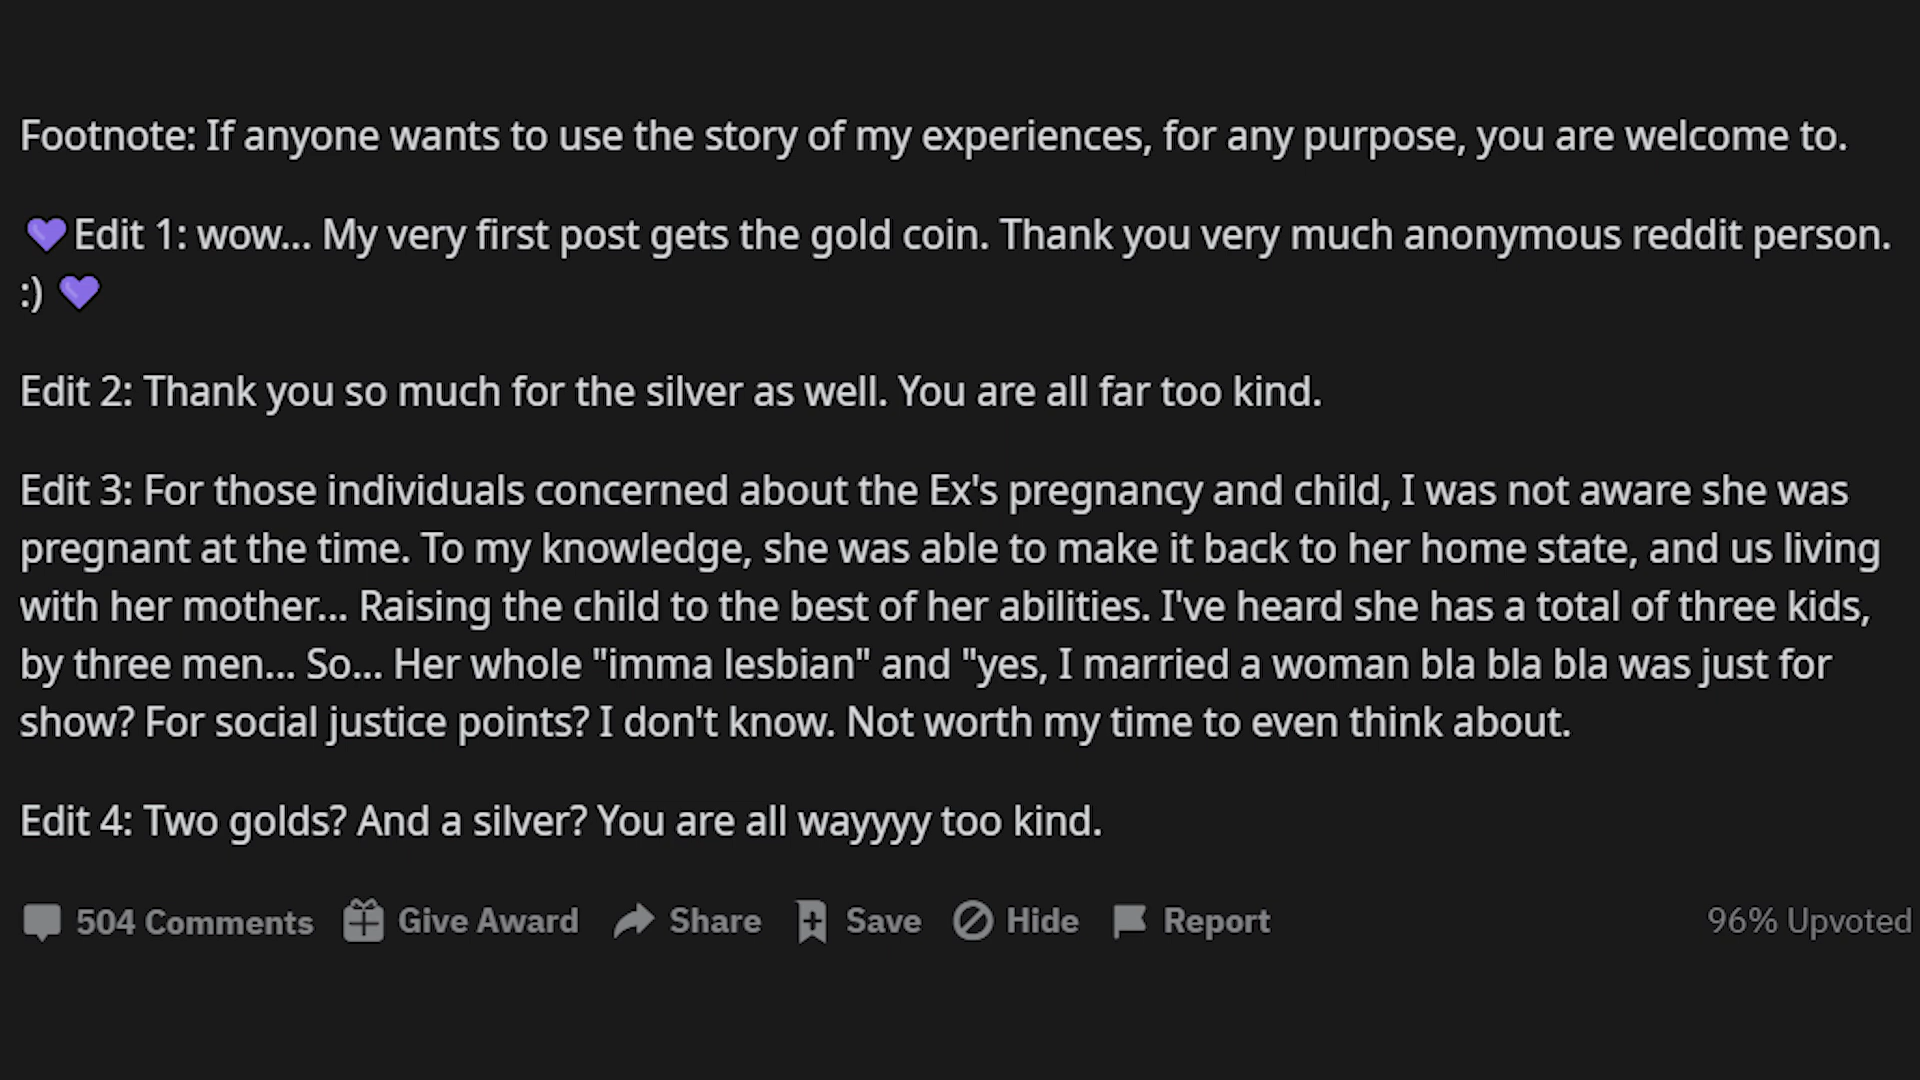 Footnote: If anyone wants to use the story of my experiences, for any purpose, you are welcome to.
💜Edit 1: wow... My very first post gets the gold coin. Thank you very much anonymous reddit person.
:) 💜
Edit 2: Thank you so much for the silver as well. You are all far too kind.
Edit 3: For those individuals concerned about the Ex's pregnancy and child, I was not aware she was
pregnant at the time. To my knowledge, she was able to make it back to her home state, and us living
with her mother... Raising the child to the best of her abilities. I've heard she has a total of three kids,
by three men... So... Her whole "imma lesbian" and "yes, I married a woman bla bla bla was just for
show? For social justice points? I don't know. Not worth my time to even think about.
Edit 4: Two golds? And a silver? You are all wayyyy too kind.
504 Comments Give Award Share Save Hide Report 96% Upvoted